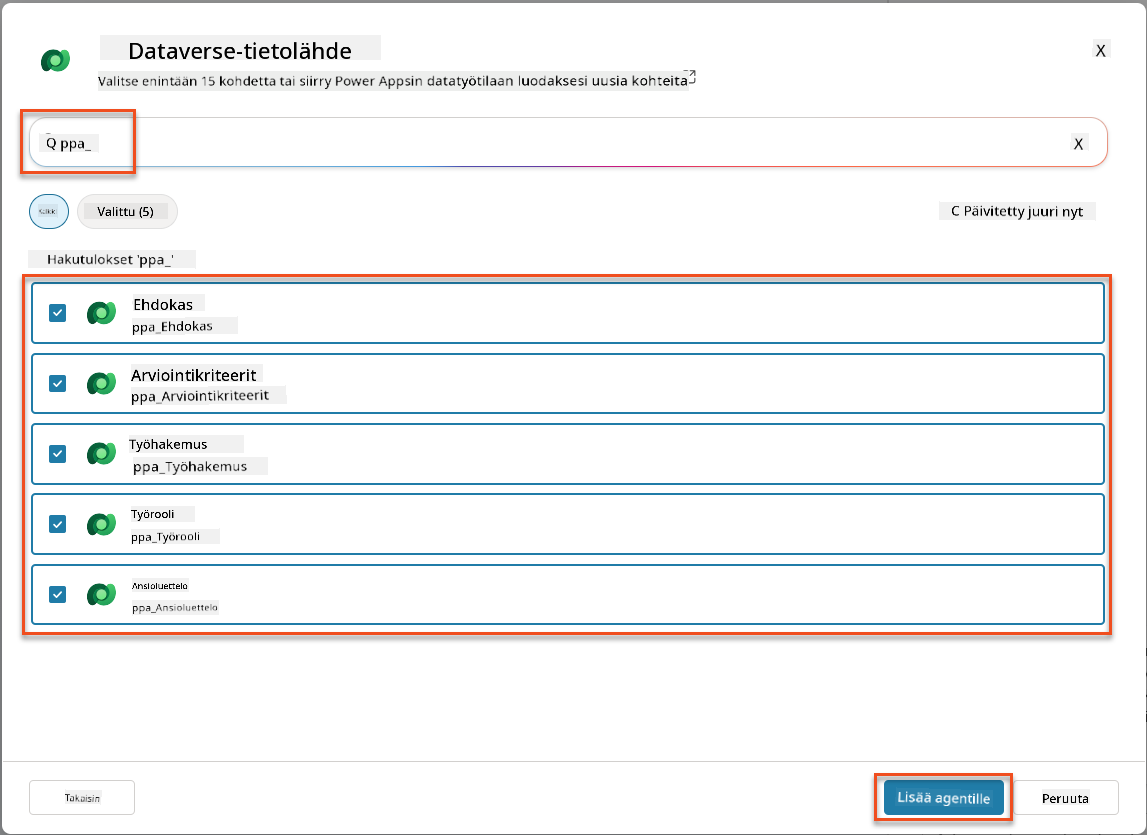 Dataverse-tietolähde
X
Valitse enintään 15 kohdetta tai siirry Power Appsin datatyötilaan luodaksesi uusia kohteita
Q ppa_
X
Valittu (5)
C Päivitetty juuri nyt
Hakutulokset 'ppa_'
Ehdokas
ppa_Ehdokas
Arviointikriteerit
ppa_Arviointikriteerit
Työhakemus
ppa_Työhakemus
Työrooli
ppa_Työrooli
Ansioluettelo
ppa_Ansioluettelo
Takaisin
Lisää agentille
Peruuta